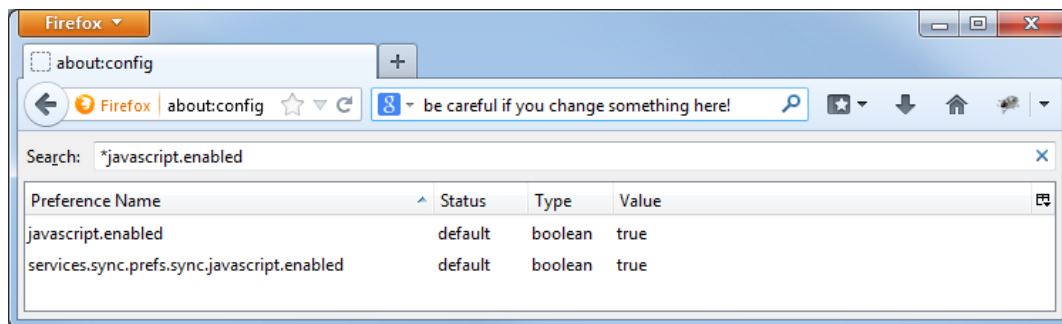 Firefox
about:config
Firefox about:config 8 be careful if you change something here!
Search: *javascript.enabled
Preference Name Status Type Value
javascript.enabled default boolean true
services.sync.prefs.sync.javascript.enabled default boolean true